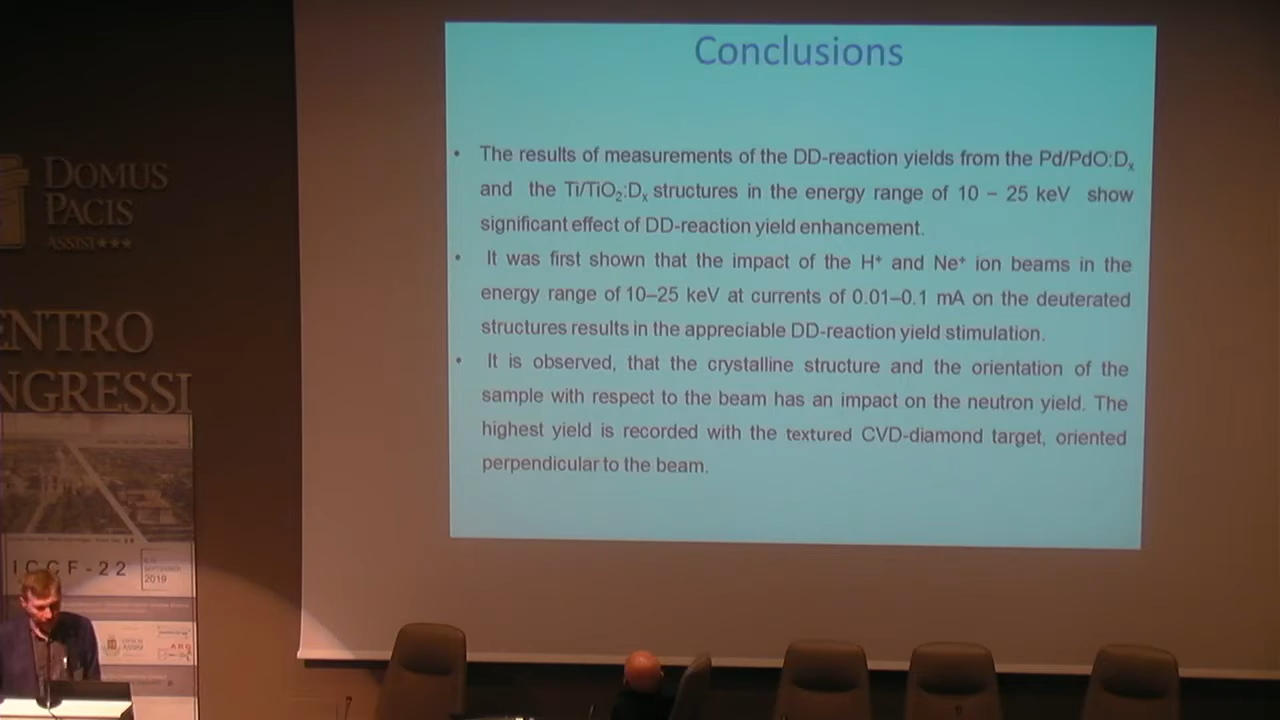 Conclusions
• The results of measurements of the DD-reaction yields from the Pd/PdO:Dx
and the Ti/TiO2:Dx structures in the energy range of 10 – 25 keV show
significant effect of DD-reaction yield enhancement.
• It was first shown that the impact of the H+ and Ne+ ion beams in the
energy range of 10–25 keV at currents of 0.01–0.1 mA on the deuterated
structures results in the appreciable DD-reaction yield stimulation.
• It is observed, that the crystalline structure and the orientation of the
sample with respect to the beam has an impact on the neutron yield. The
highest yield is recorded with the textured CVD-diamond target, oriented
perpendicular to the beam.
DOMUS
PACIS
ASSISI★★★
ENTRO
NGRESSI
ICCF-22
SEPTEMBER
2019